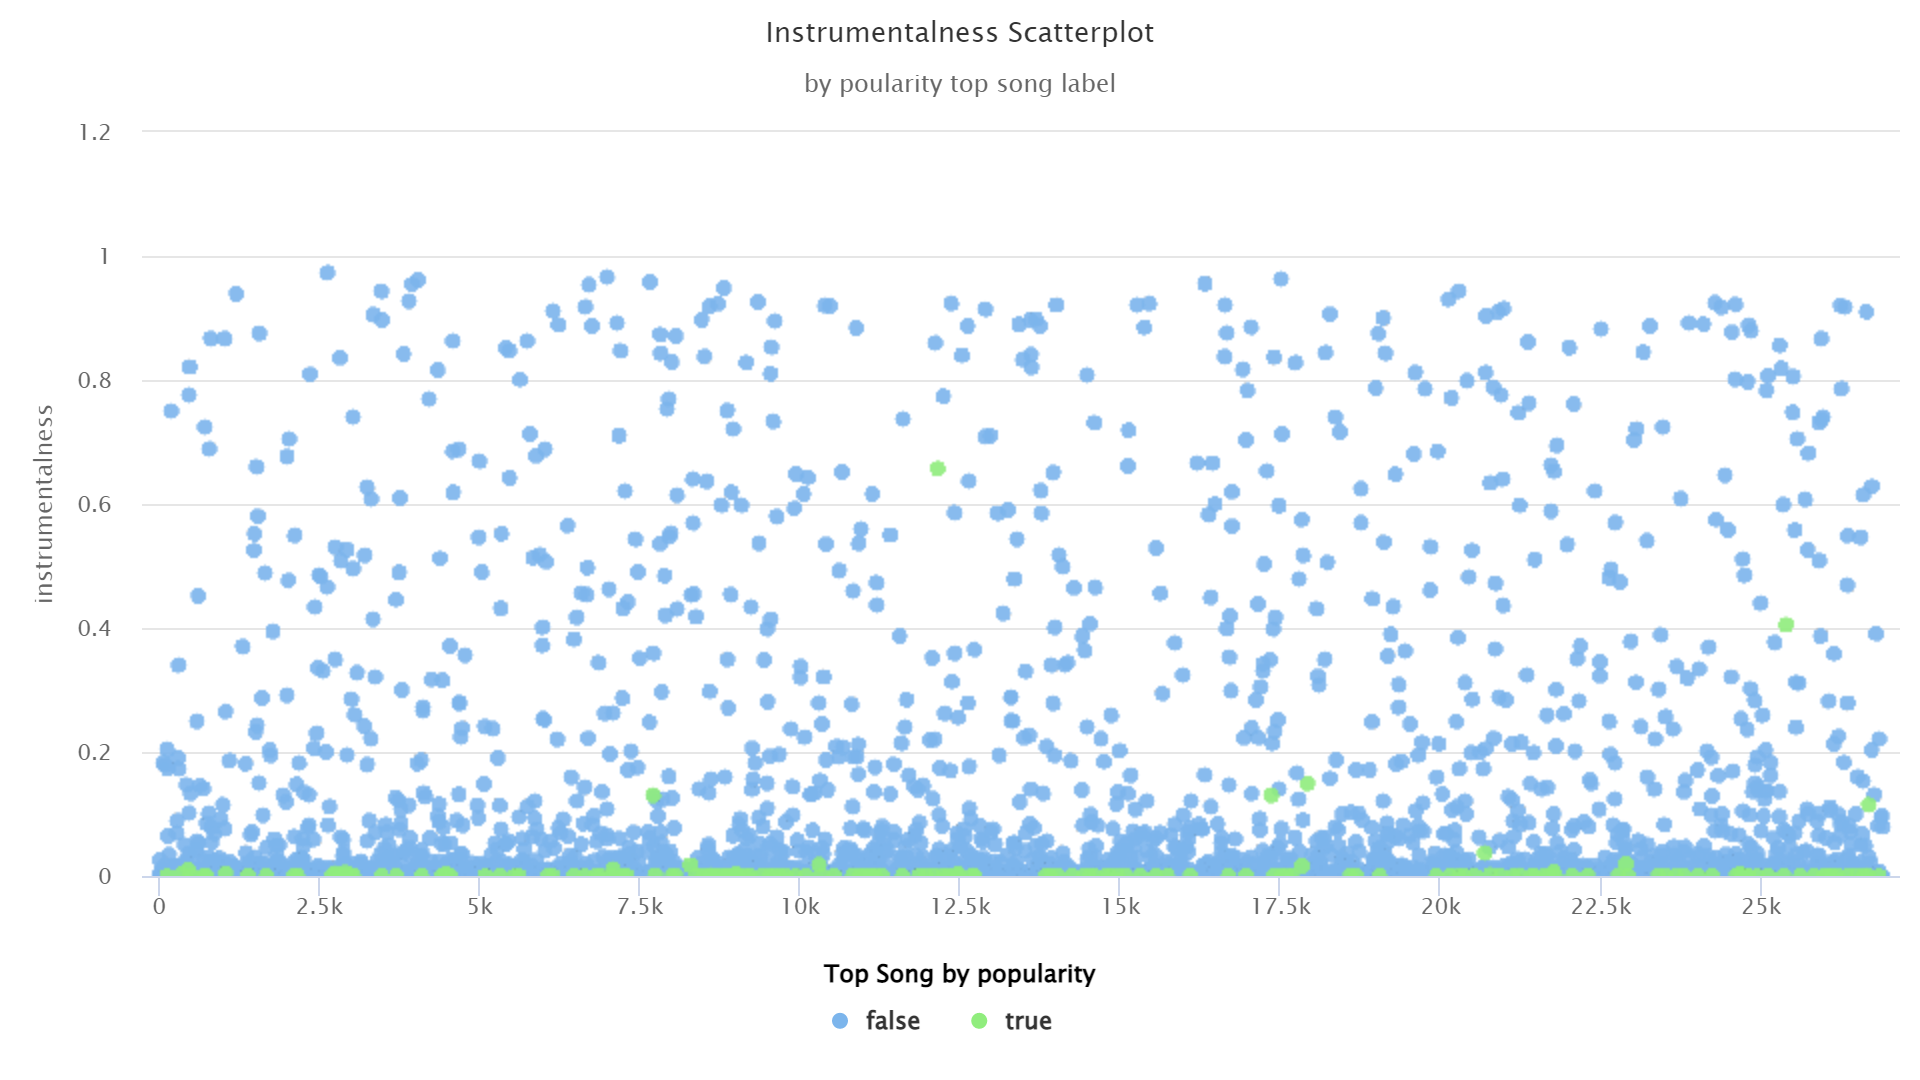 Instrumentalness Scatterplot
by poularity top song label
instrumentalness
1.2
1
0.8
0.6
0.4
0.2
0
0 2.5k 5k 7.5k 10k 12.5k 15k 17.5k 20k 22.5k 25k
Top Song by popularity
false true